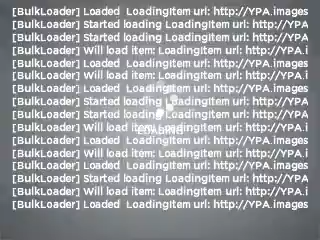 [BulkLoader] Loaded LoadingItem url: http://YPA.images
[BulkLoader] Started loading LoadingItem url: http://YPA
[BulkLoader] Started loading LoadingItem url: http://YPA
[BulkLoader] Will load item: LoadingItem url: http://YPA.i
[BulkLoader] Loaded LoadingItem url: http://YPA.images
[BulkLoader] Will load item: LoadingItem url: http://YPA.i
[BulkLoader] Loaded LoadingItem url: http://YPA.images
[BulkLoader] Started loading LoadingItem url: http://YPA
[BulkLoader] Started loading LoadingItem url: http://YPA
[BulkLoader] Will load item: LoadingItem url: http://YPA.i
LOADING
[BulkLoader] Loaded LoadingItem url: http://YPA.images
[BulkLoader] Will load item: LoadingItem url: http://YPA.i
[BulkLoader] Loaded LoadingItem url: http://YPA.images
[BulkLoader] Started loading LoadingItem url: http://YPA
[BulkLoader] Will load item: LoadingItem url: http://YPA.i
[BulkLoader] Loaded LoadingItem url: http://YPA.images